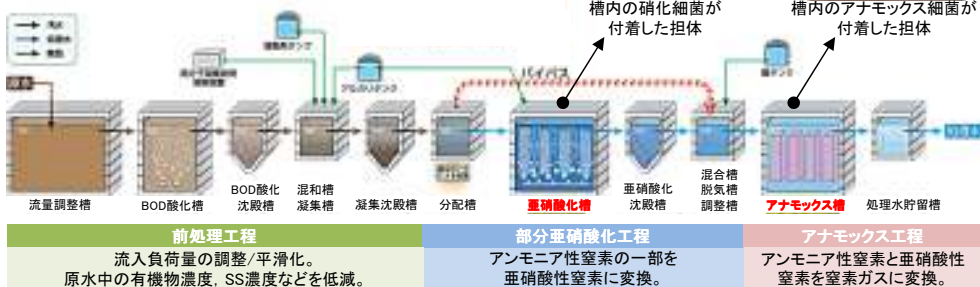 槽内の硝化細菌が
付着した担体
槽内のアナモックス細菌が
付着した担体
バイパス
流量調整槽
BOD酸化槽
BOD酸化
沈殿槽
混和槽
凝集槽
凝集沈殿槽
分配槽
亜硝酸化槽
亜硝酸化
沈殿槽
混合槽
脱気槽
調整槽
アナモックス槽
処理水貯留槽
前処理工程
流入負荷量の調整/平滑化。
原水中の有機物濃度，SS濃度などを低減。
部分亜硝酸化工程
アンモニア性窒素の一部を
亜硝酸性窒素に変換。
アナモックス工程
アンモニア性窒素と亜硝酸性
窒素を窒素ガスに変換。